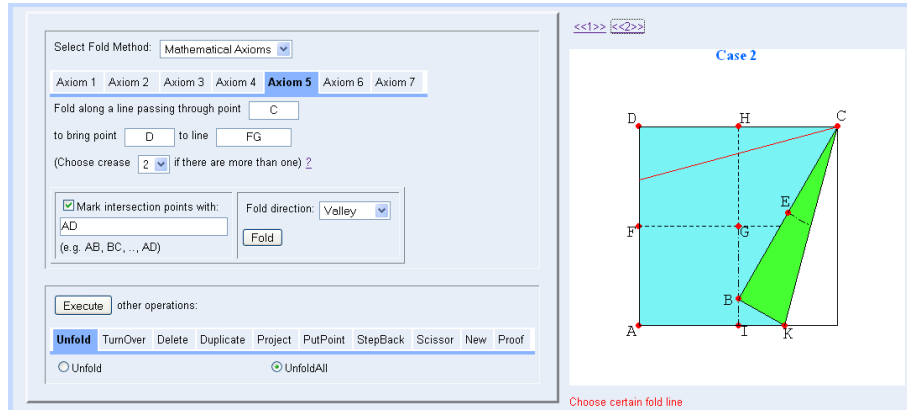 Select Fold Method: Mathematical Axioms
Axiom 1 Axiom 2 Axiom 3 Axiom 4 Axiom 5 Axiom 6 Axiom 7
Fold along a line passing through point C
to bring point D to line FG
(Choose crease 2 if there are more than one) ?
Mark intersection points with:
AD
(e.g. AB, BC, .., AD)
Fold direction: Valley
Fold
Execute other operations:
Unfold TurnOver Delete Duplicate Project PutPoint StepBack Scissor New Proof
Unfold UnfoldAll
<<1>> <<2>>
Case 2
D H C
E
F G
B
A I K
Choose certain fold line